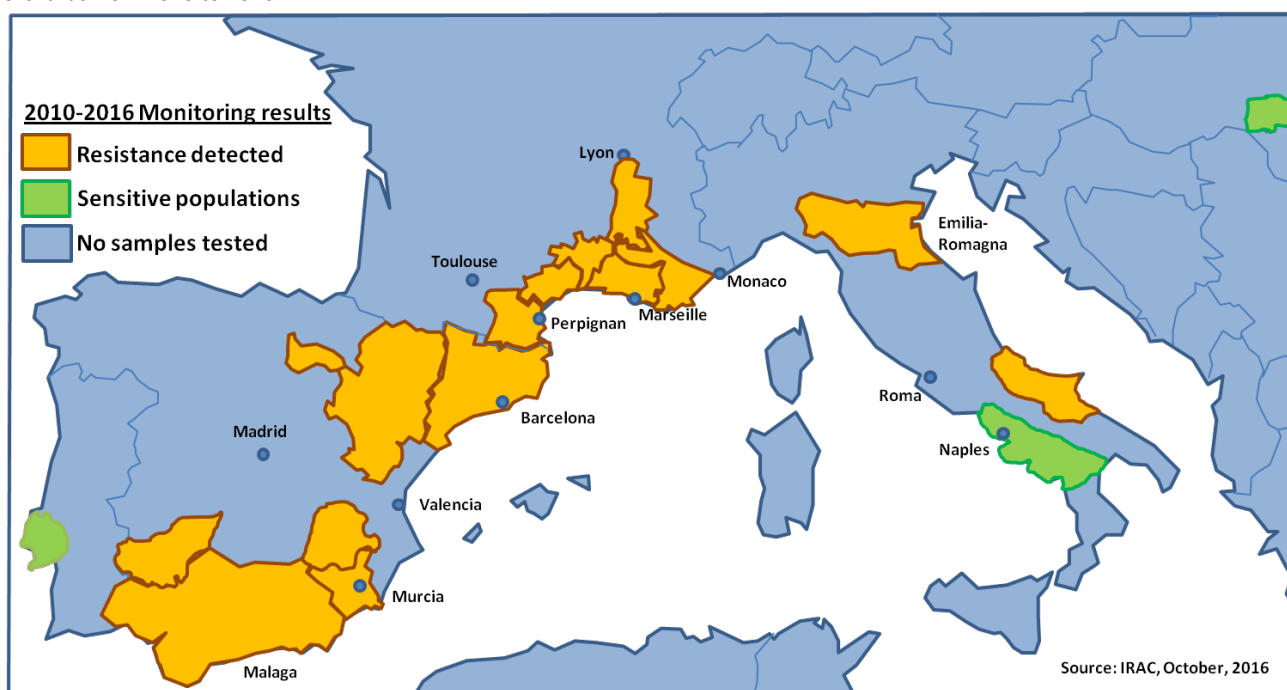 2010-2016 Monitoring results
Resistance detected
Sensitive populations
No samples tested
Lyon
Emilia-
Romagna
Toulouse
Monaco
Perpignan
Marseille
Roma
Barcelona
Madrid
Naples
Valencia
Murcia
Malaga
Source: IRAC, October, 2016